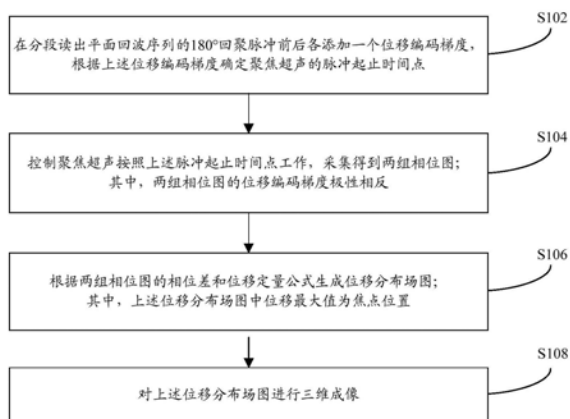 S102
在分段读出平面回波序列的180°回聚脉冲前后各添加一个位移编码梯度,
根据上述位移编码梯度确定聚焦超声的脉冲起止时间点
S104
控制聚焦超声按照上述脉冲起止时间点工作，采集得到两组相位图；
其中，两组相位图的位移编码梯度极性相反
S106
根据两组相位图的相位差和位移定量公式生成位移分布场图；
其中，上述位移分布场图中位移最大值为焦点位置
S108
对上述位移分布场图进行三维成像